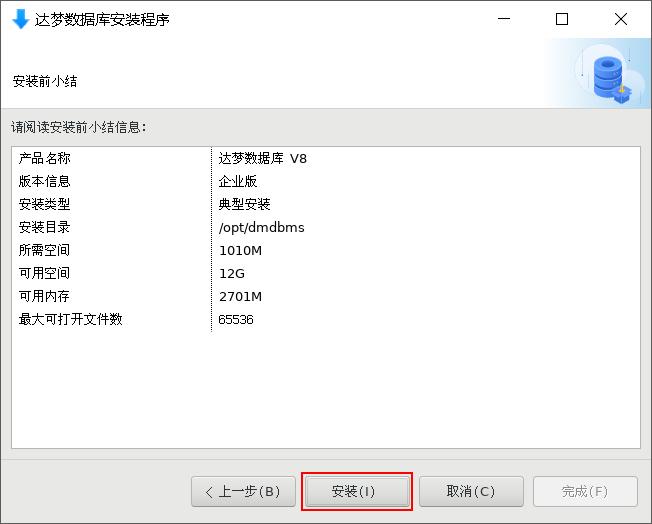 达梦数据库安装程序
安装前小结
请阅读安装前小结信息:
产品名称 达梦数据库 V8
版本信息 企业版
安装类型 典型安装
安装目录 /opt/dmdbms
所需空间 1010M
可用空间 12G
可用内存 2701M
最大可打开文件数 65536
上一步(B) 安装(I) 取消(C) 完成(F)